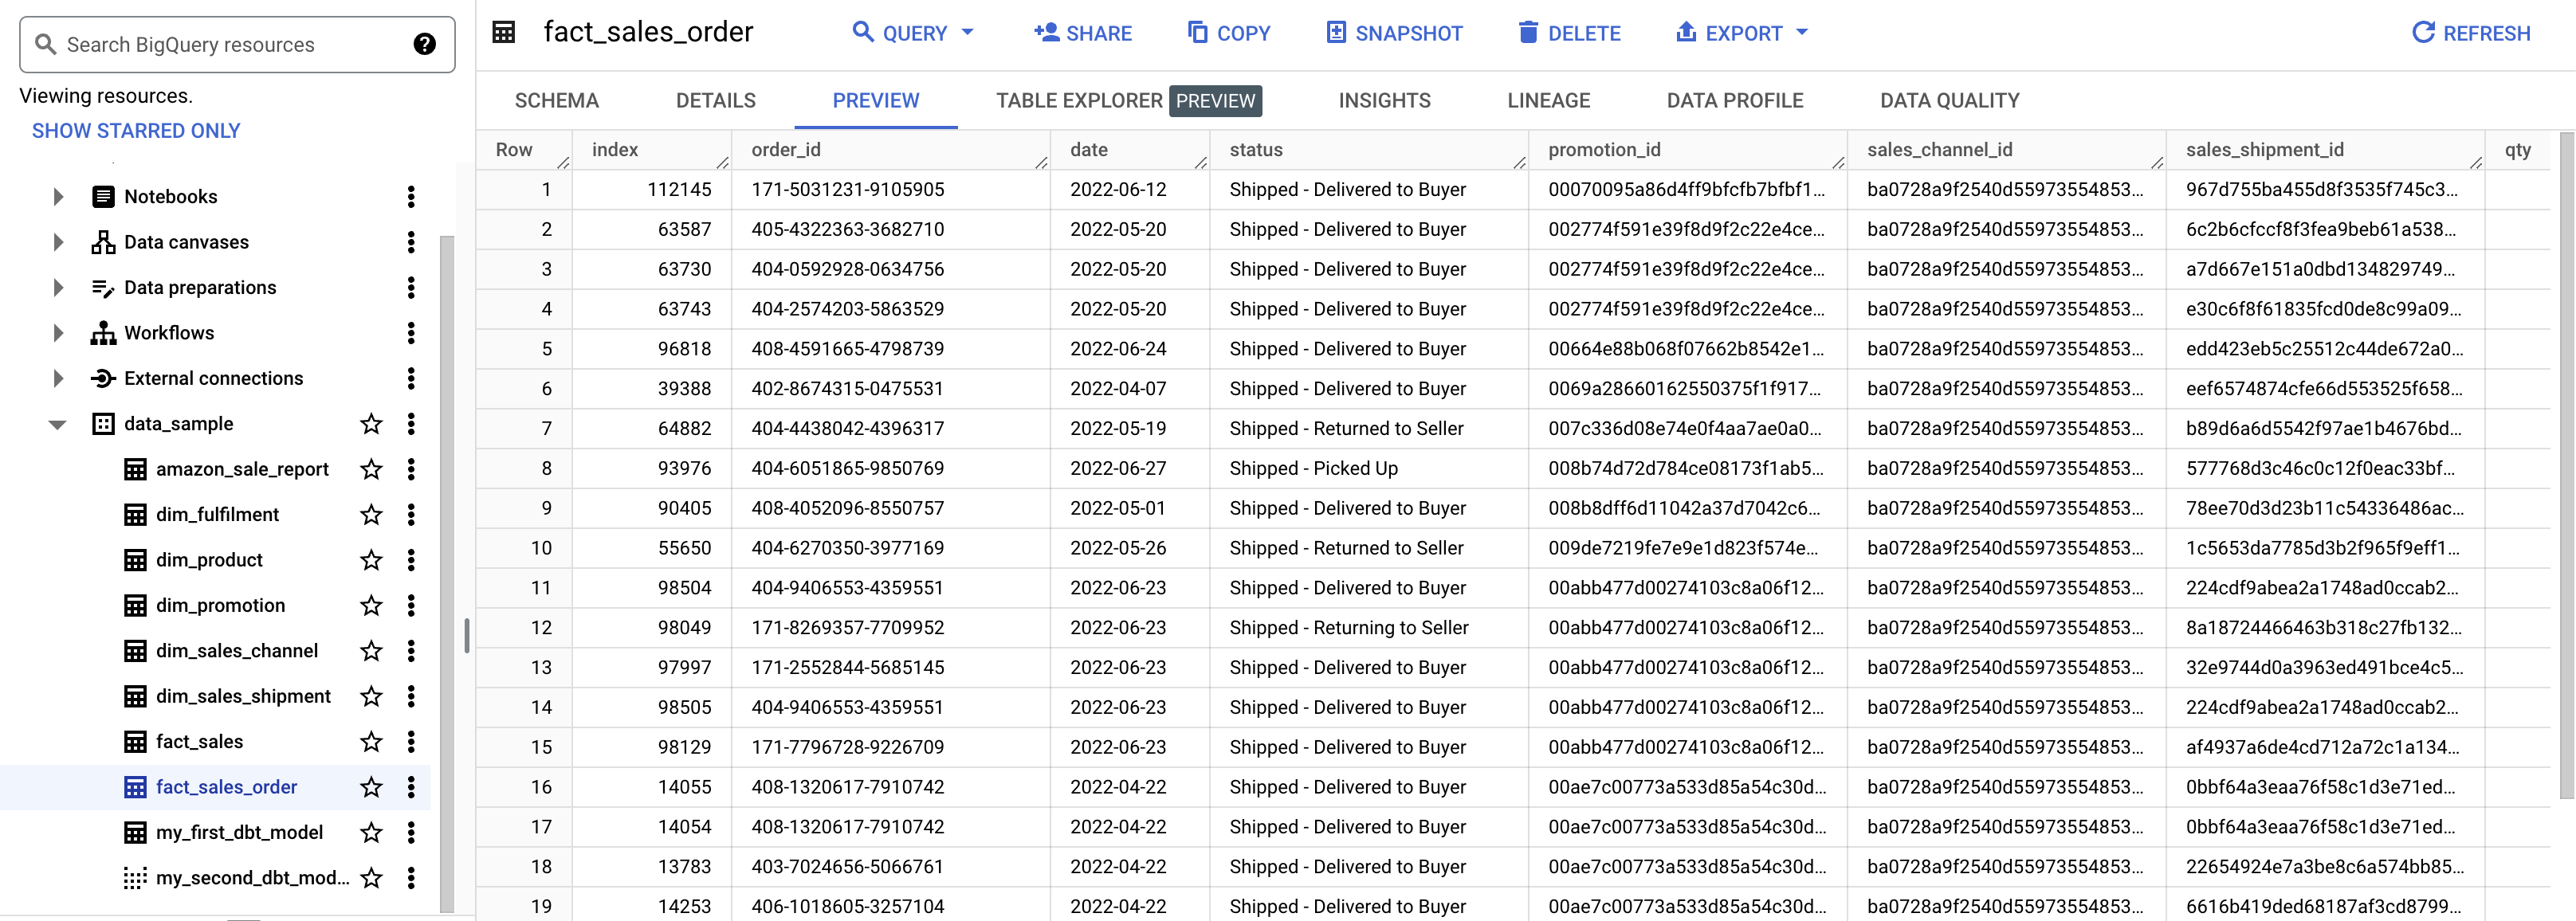 Search BigQuery resources ?
Viewing resources.
SHOW STARRED ONLY
Notebooks
Data canvases
Data preparations
Workflows
External connections
data_sample
amazon_sale_report
dim_fulfilment
dim_product
dim_promotion
dim_sales_channel
dim_sales_shipment
fact_sales
fact_sales_order
my_first_dbt_model
my_second_dbt_mod...
fact_sales_order QUERY SHARE COPY SNAPSHOT DELETE EXPORT REFRESH
SCHEMA DETAILS PREVIEW TABLE EXPLORER PREVIEW INSIGHTS LINEAGE DATA PROFILE DATA QUALITY
Row index order_id date status promotion_id sales_channel_id sales_shipment_id qty
1 112145 171-5031231-9105905 2022-06-12 Shipped - Delivered to Buyer 00070095a86d4ff9bfcfb7bfbf1... ba0728a9f2540d55973554853... 967d755ba455d8f3535f745c3...
2 63587 405-4322363-3682710 2022-05-20 Shipped - Delivered to Buyer 002774f591e39f8d9f2c22e4ce... ba0728a9f2540d55973554853... 6c2b6cfccf8f3fea9beb61a538...
3 63730 404-0592928-0634756 2022-05-20 Shipped - Delivered to Buyer 002774f591e39f8d9f2c22e4ce... ba0728a9f2540d55973554853... a7d667e151a0dbd134829749...
4 63743 404-2574203-5863529 2022-05-20 Shipped - Delivered to Buyer 002774f591e39f8d9f2c22e4ce... ba0728a9f2540d55973554853... e30c6f8f61835fcd0de8c99a09...
5 96818 408-4591665-4798739 2022-06-24 Shipped - Delivered to Buyer 00664e88b068f07662b8542e1... ba0728a9f2540d55973554853... edd423eb5c25512c44de672a0...
6 39388 402-8674315-0475531 2022-04-07 Shipped - Delivered to Buyer 0069a28660162550375f1f917... ba0728a9f2540d55973554853... eef6574874cfe66d553525f658...
7 64882 404-4438042-4396317 2022-05-19 Shipped - Returned to Seller 007c336d08e74e0f4aa7ae0a0... ba0728a9f2540d55973554853... b89d6a6d5542f97ae1b4676bd...
8 93976 404-6051865-9850769 2022-06-27 Shipped - Picked Up 008b74d72d784ce08173f1ab5... ba0728a9f2540d55973554853... 577768d3c46c0c12f0eac33bf...
9 90405 408-4052096-8550757 2022-05-01 Shipped - Delivered to Buyer 008b8dff6d11042a37d7042c6... ba0728a9f2540d55973554853... 78ee70d3d23b11c54336486ac...
10 55650 404-6270350-3977169 2022-05-26 Shipped - Returned to Seller 009de7219fe7e9e1d823f574e... ba0728a9f2540d55973554853... 1c5653da7785d3b2f965f9eff1...
11 98504 404-9406553-4359551 2022-06-23 Shipped - Delivered to Buyer 00abb477d00274103c8a06f12... ba0728a9f2540d55973554853... 224cdf9abea2a1748ad0ccab2...
12 98049 171-8269357-7709952 2022-06-23 Shipped - Returning to Seller 00abb477d00274103c8a06f12... ba0728a9f2540d55973554853... 8a18724466463b318c27fb132...
13 97997 171-2552844-5685145 2022-06-23 Shipped - Delivered to Buyer 00abb477d00274103c8a06f12... ba0728a9f2540d55973554853... 32e9744d0a3963ed491bce4c5...
14 98505 404-9406553-4359551 2022-06-23 Shipped - Delivered to Buyer 00abb477d00274103c8a06f12... ba0728a9f2540d55973554853... 224cdf9abea2a1748ad0ccab2...
15 98129 171-7796728-9226709 2022-06-23 Shipped - Delivered to Buyer 00abb477d00274103c8a06f12... ba0728a9f2540d55973554853... af4937a6de4cd712a72c1a134...
16 14055 408-1320617-7910742 2022-04-22 Shipped - Delivered to Buyer 00ae7c00773a533d85a54c30d... ba0728a9f2540d55973554853... 0bbf64a3eaa76f58c1d3e71ed...
17 14054 408-1320617-7910742 2022-04-22 Shipped - Delivered to Buyer 00ae7c00773a533d85a54c30d... ba0728a9f2540d55973554853... 0bbf64a3eaa76f58c1d3e71ed...
18 13783 403-7024656-5066761 2022-04-22 Shipped - Delivered to Buyer 00ae7c00773a533d85a54c30d... ba0728a9f2540d55973554853... 22654924e7a3be8c6a574bb85...
19 14253 406-1018605-3257104 2022-04-22 Shipped - Delivered to Buyer 00ae7c00773a533d85a54c30d... ba0728a9f2540d55973554853... 6616b419ded68187af3cd8799...